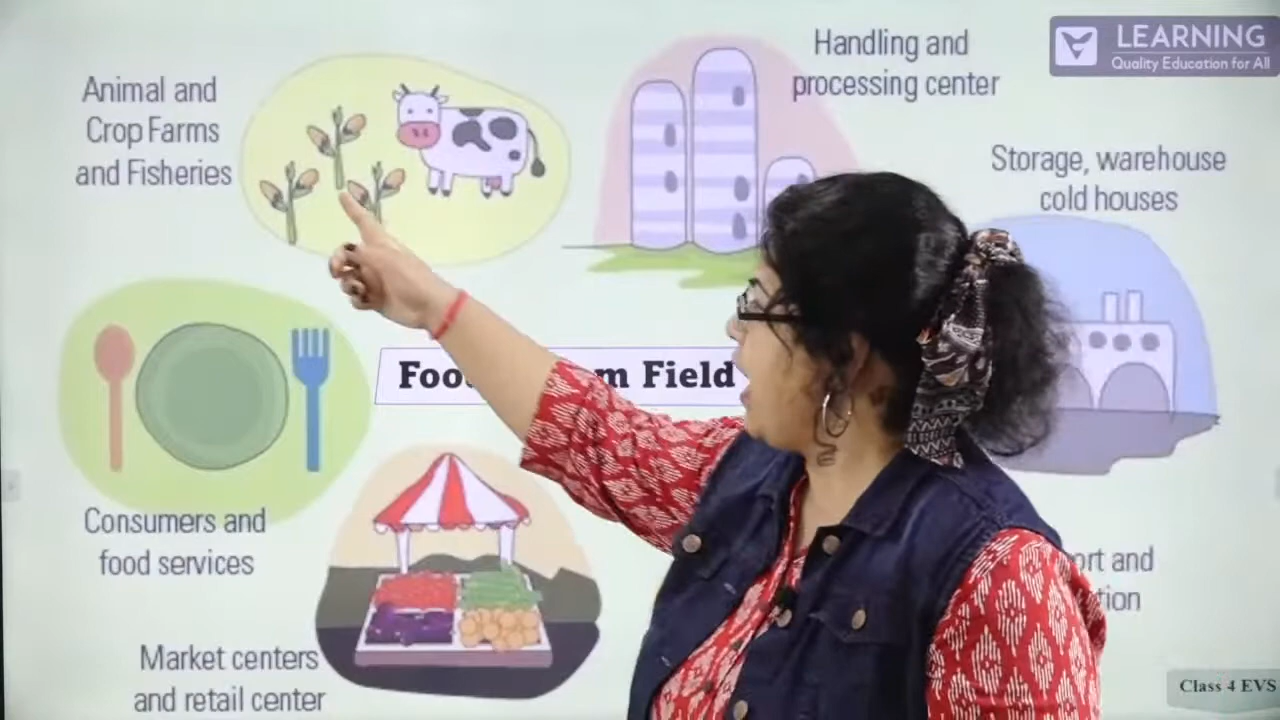 LEARNING
Quality Education for All
Handling and
processing center
Animal and
Crop Farms
and Fisheries
Storage, warehouse
cold houses
Field
Consumers and
food services
and
Market centers
and retail center
Class 4 EVS